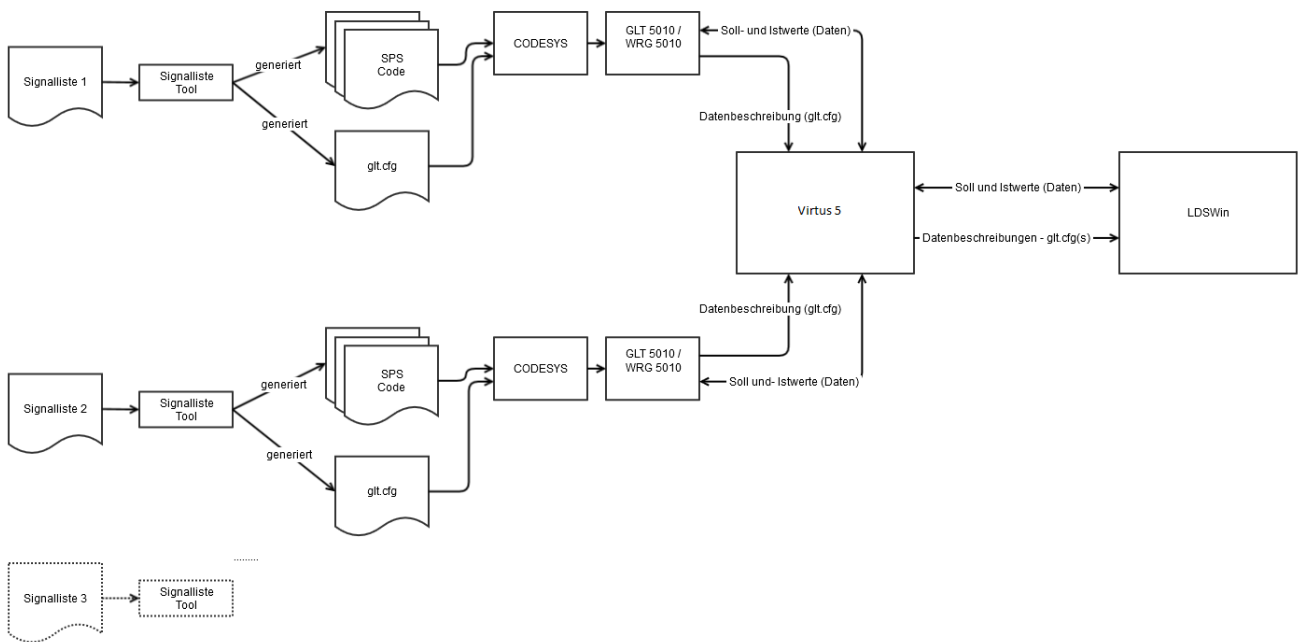 Signalliste 1
Signalliste
Tool
generiert
generiert
SPS
Code
glt.cfg
CODESYS
GLT 5010 /
WRG 5010
Soll- und Istwerte (Daten)
Datenbeschreibung (glt.cfg)
Virtus 5
Soll und Istwerte (Daten)
Datenbeschreibungen - glt.cfg(s)
LDSWin
Signalliste 2
Signalliste
Tool
generiert
generiert
SPS
Code
glt.cfg
CODESYS
GLT 5010 /
WRG 5010
Datenbeschreibung (glt.cfg)
Soll und- Istwerte (Daten)
Signalliste 3
Signalliste
Tool
.........